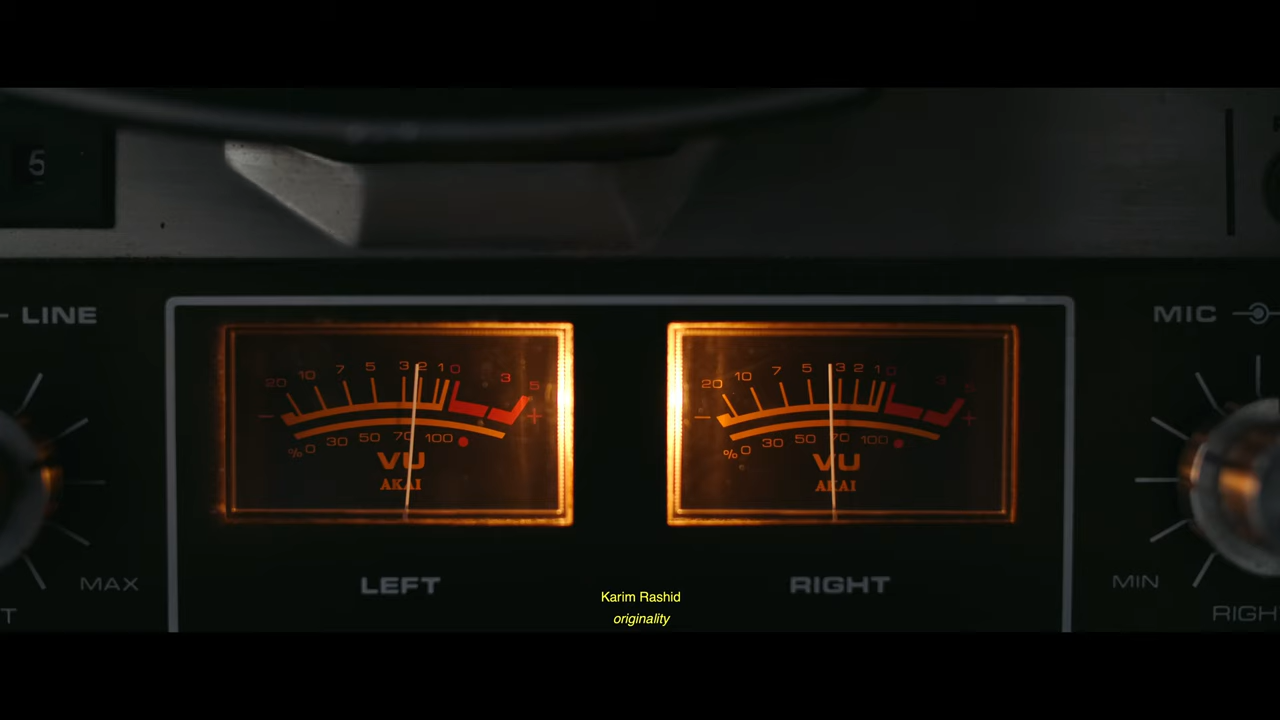 5
LINE
MIC
20 10 7 5 3 2 1 0 3 5
- +
% 0 30 50 70 100
VU
AKAI
20 10 7 5 3 2 1 0 3 5
- +
% 0 30 50 70 100
VU
AKAI
MAX
LEFT
RIGHT
MIN
Karim Rashid
originality